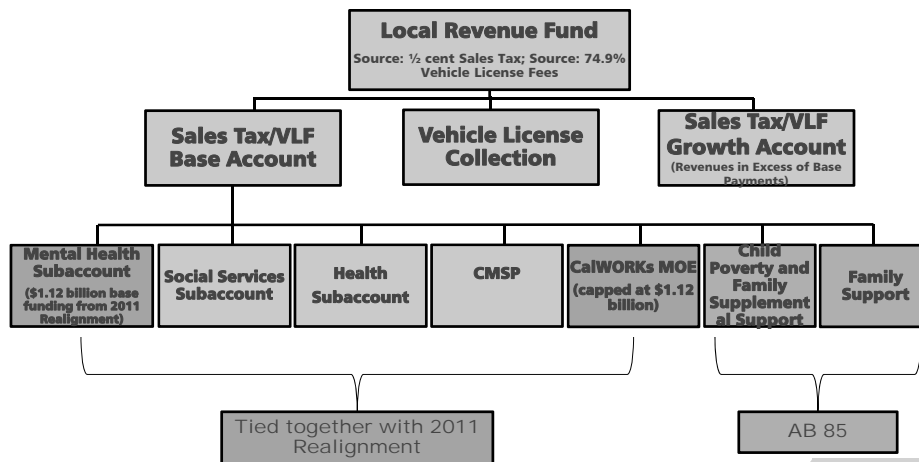 Local Revenue Fund
Source: ½ cent Sales Tax; Source: 74.9%
Vehicle License Fees
Sales Tax/VLF
Base Account
Vehicle License
Collection
Sales Tax/VLF
Growth Account
(Revenues in Excess of Base
Payments)
Mental Health
Subaccount
($1.12 billion base
funding from 2011
Realignment)
Social Services
Subaccount
Health
Subaccount
CMSP
CalWORKs MOE
(capped at $1.12
billion)
Child
Poverty and
Family
Supplement
al Support
Family
Support
Tied together with 2011
Realignment
AB 85